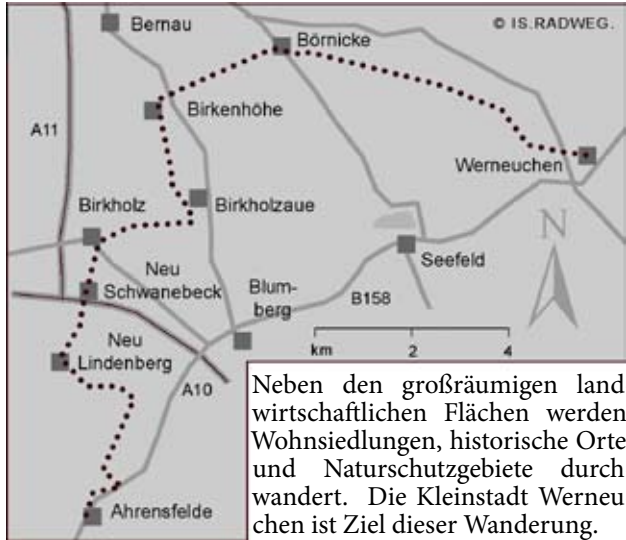 © IS.RADWEG.
Bernau
Börnicke
Birkenhöhe
A11
Werneuchen
Birkholz
Birkholzaue
N
Seefeld
Neu
Schwanebeck
Blum-
berg
B158
km 2 4
Neu
Lindenberg
A10
Ahrensfelde
Neben den großräumigen land
wirtschaftlichen Flächen werden
Wohnsiedlungen, historische Orte
und Naturschutzgebiete durch
wandert. Die Kleinstadt Werneu
chen ist Ziel dieser Wanderung.